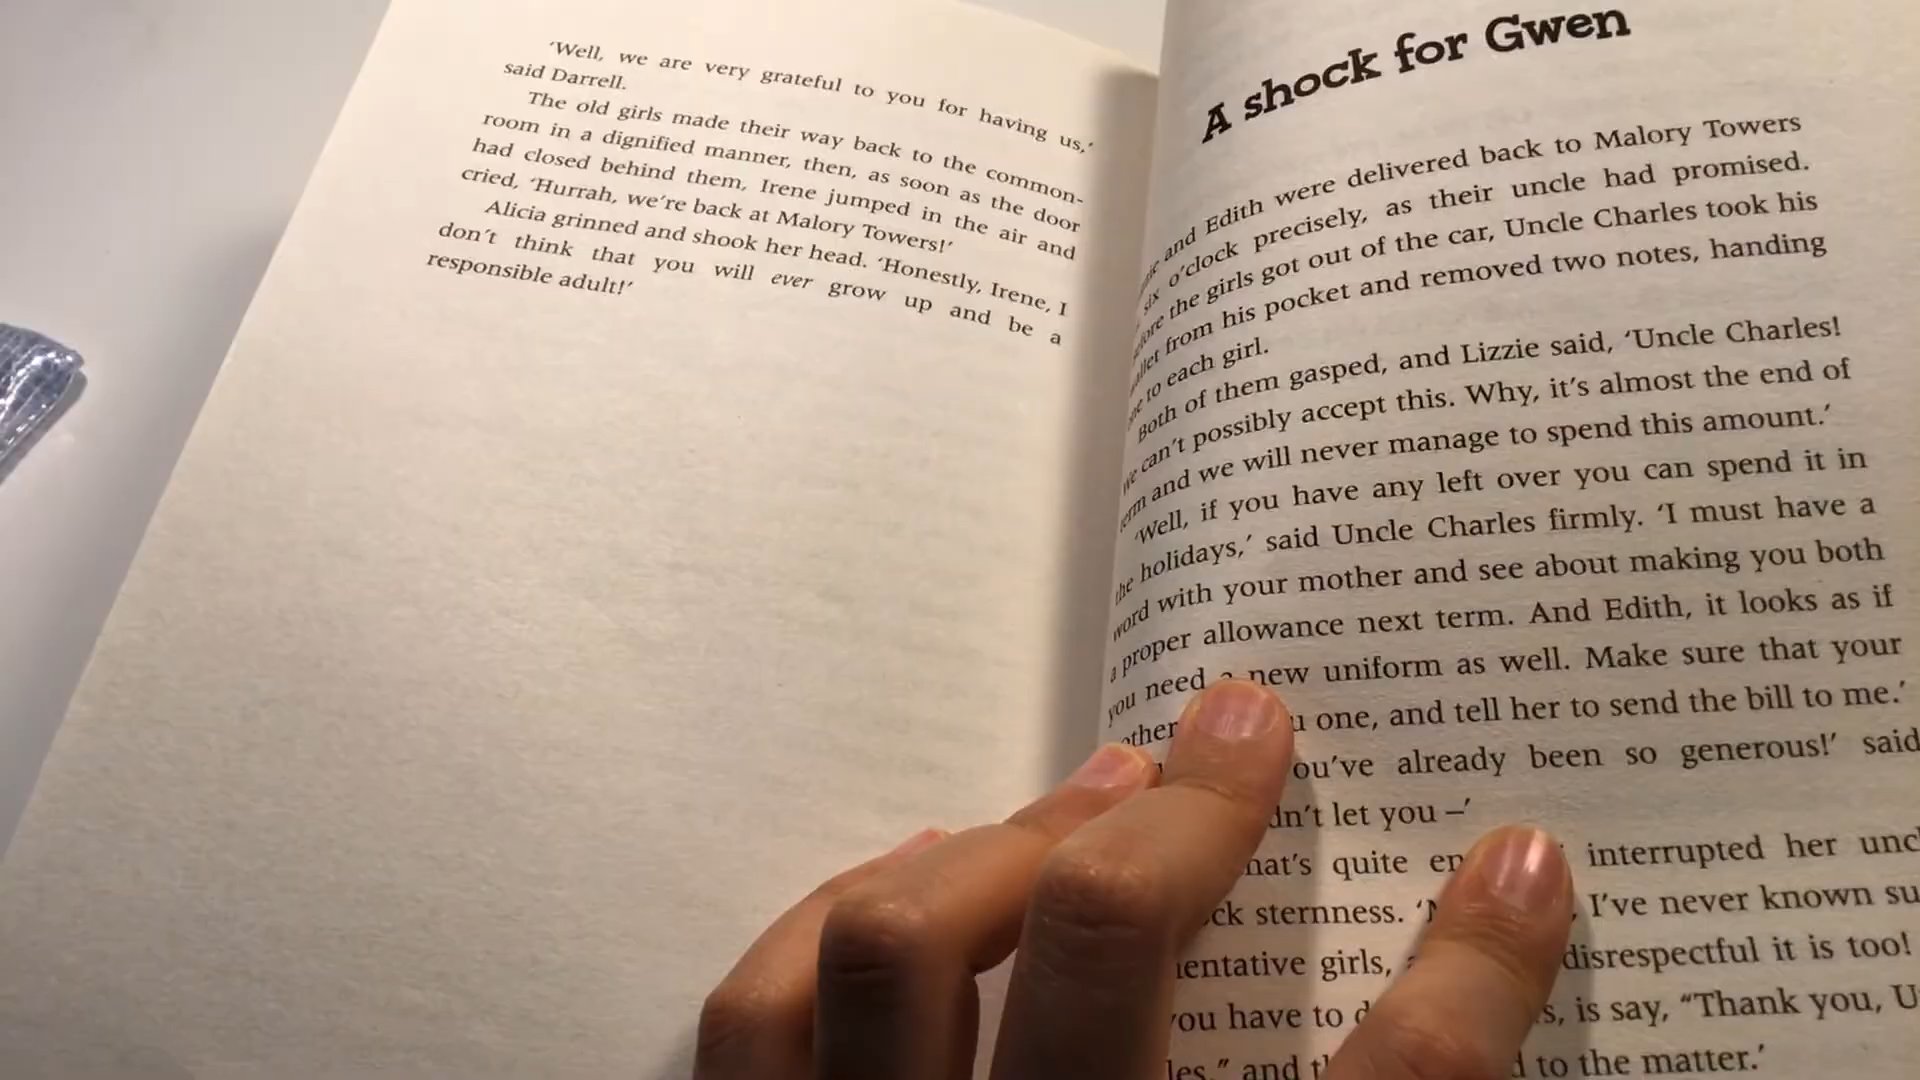 'Well, we are very grateful to you for having us,'
said Darrell.
The old girls made their way back to the common-
room in a dignified manner, then, as soon as the door
had closed behind them, Irene jumped in the air and
cried, 'Hurrah, we're back at Malory Towers!'
Alicia grinned and shook her head. 'Honestly, Irene, I
don't think that you will ever grow up and be a
responsible adult!'
A shock for Gwen
and Edith were delivered back to Malory Towers
six o'clock precisely, as their uncle had promised.
the girls got out of the car, Uncle Charles took his
from his pocket and removed two notes, handing
to each girl.
Both of them gasped, and Lizzie said, 'Uncle Charles!
we can't possibly accept this. Why, it's almost the end of
term and we will never manage to spend this amount.'
'Well, if you have any left over you can spend it in
the holidays,' said Uncle Charles firmly. 'I must have a
word with your mother and see about making you both
a proper allowance next term. And Edith, it looks as if
you need a new uniform as well. Make sure that your
one, and tell her to send the bill to me.'
already been so generous!' said
let you –'
quite interrupted her
sternness. I've never known
girls, disrespectful it is too!
you have to is say, "Thank you,
and to the matter.'